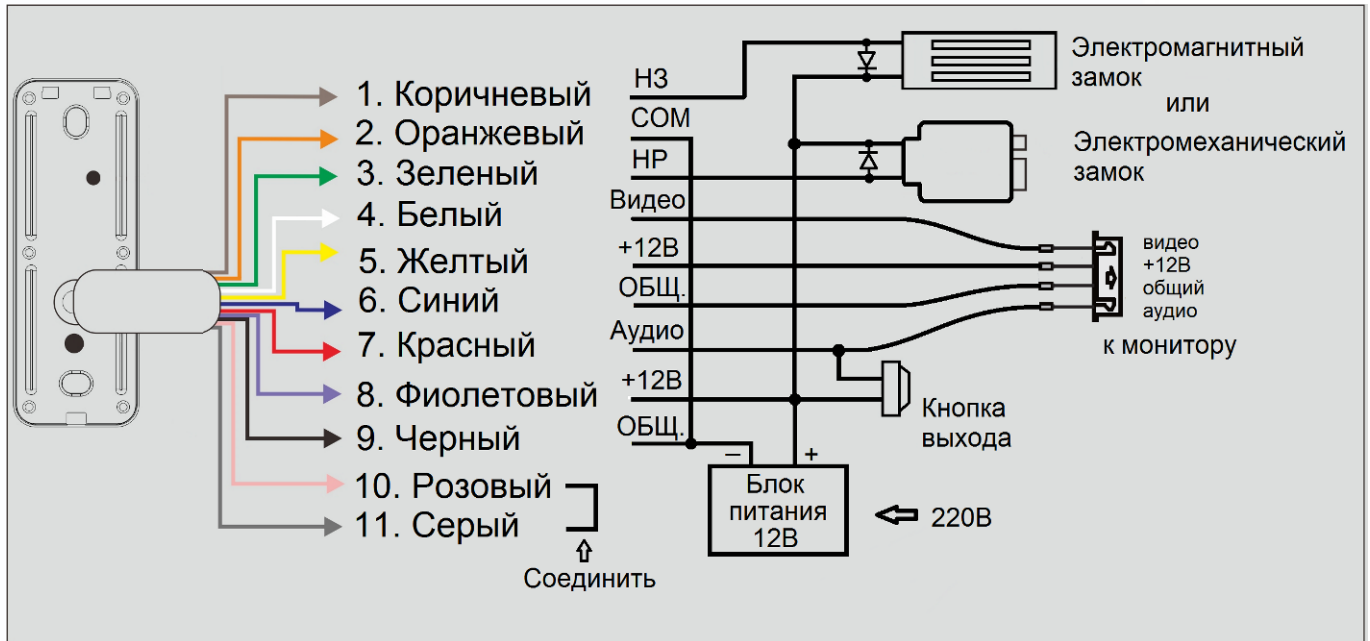 1. Коричневый
2. Оранжевый
3. Зеленый
4. Белый
5. Желтый
6. Синий
7. Красный
8. Фиолетовый
9. Черный
10. Розовый
11. Серый
Соединить
НЗ
COM
НР
Видео
+12В
ОБЩ.
Аудио
+12В
ОБЩ.
Электромагнитный
замок
или
Электромеханический
замок
видео
+12В
общий
аудио
к монитору
Кнопка
выхода
– +
Блок
питания
12В
220В